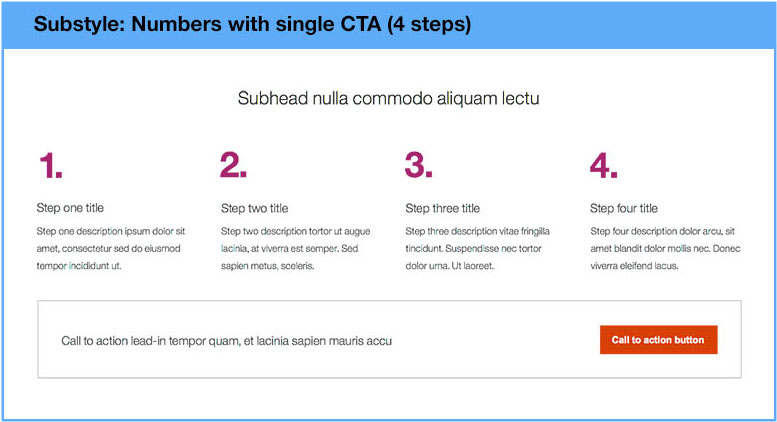 Substyle: Numbers with single CTA (4 steps)
Subhead nulla commodo aliquam lectu
1.
Step one title
Step one description ipsum dolor sit
amet, consectetur sed do eiusmod
tempor incididunt ut.
2.
Step two title
Step two description tortor ut augue
lacinia, at viverra est semper. Sed
sapien metus, sceleris.
3.
Step three title
Step three description vitae fringilla
tincidunt. Suspendisse nec tortor
dolor urna. Ut laoreet.
4.
Step four title
Step four description dolor arcu, sit
amet blandit dolor mollis nec. Donec
viverra eleifend lacus.
Call to action lead-in tempor quam, et lacinia sapien mauris accu
Call to action button